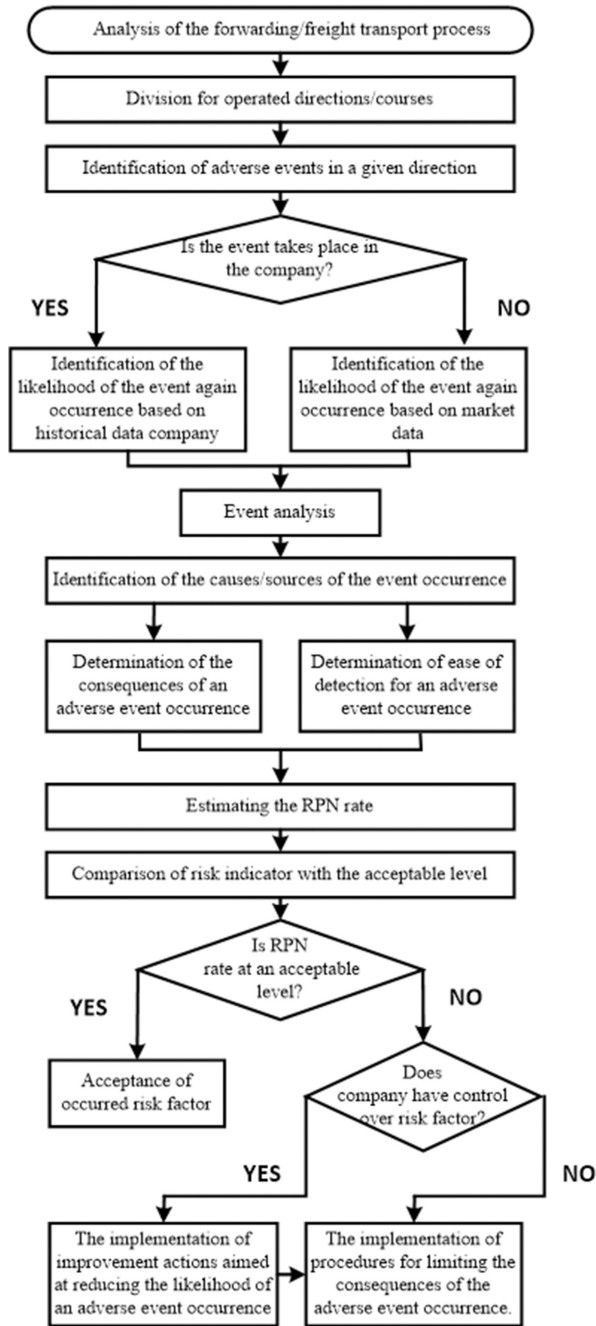 Analysis of the forwarding/freight transport process
Division for operated directions/courses
Identification of adverse events in a given direction
Is the event takes place in
the company?
YES
NO
Identification of the
likelihood of the event again
occurrence based on
historical data company
Identification of the
likelihood of the event again
occurrence based on market
data
Event analysis
Identification of the causes/sources of the event occurrence
Determination of the
consequences of an
adverse event occurrence
Determination of ease of
detection for an adverse
event occurrence
Estimating the RPN rate
Comparison of risk indicator with the acceptable level
Is RPN
rate at an acceptable
level?
YES
NO
Acceptance of
occurred risk factor
Does
company have control
over risk factor?
YES
NO
The implementation of
improvement actions aimed
at reducing the likelihood of
an adverse event occurrence
The implementation of
procedures for limiting the
consequences of the
adverse event occurrence.